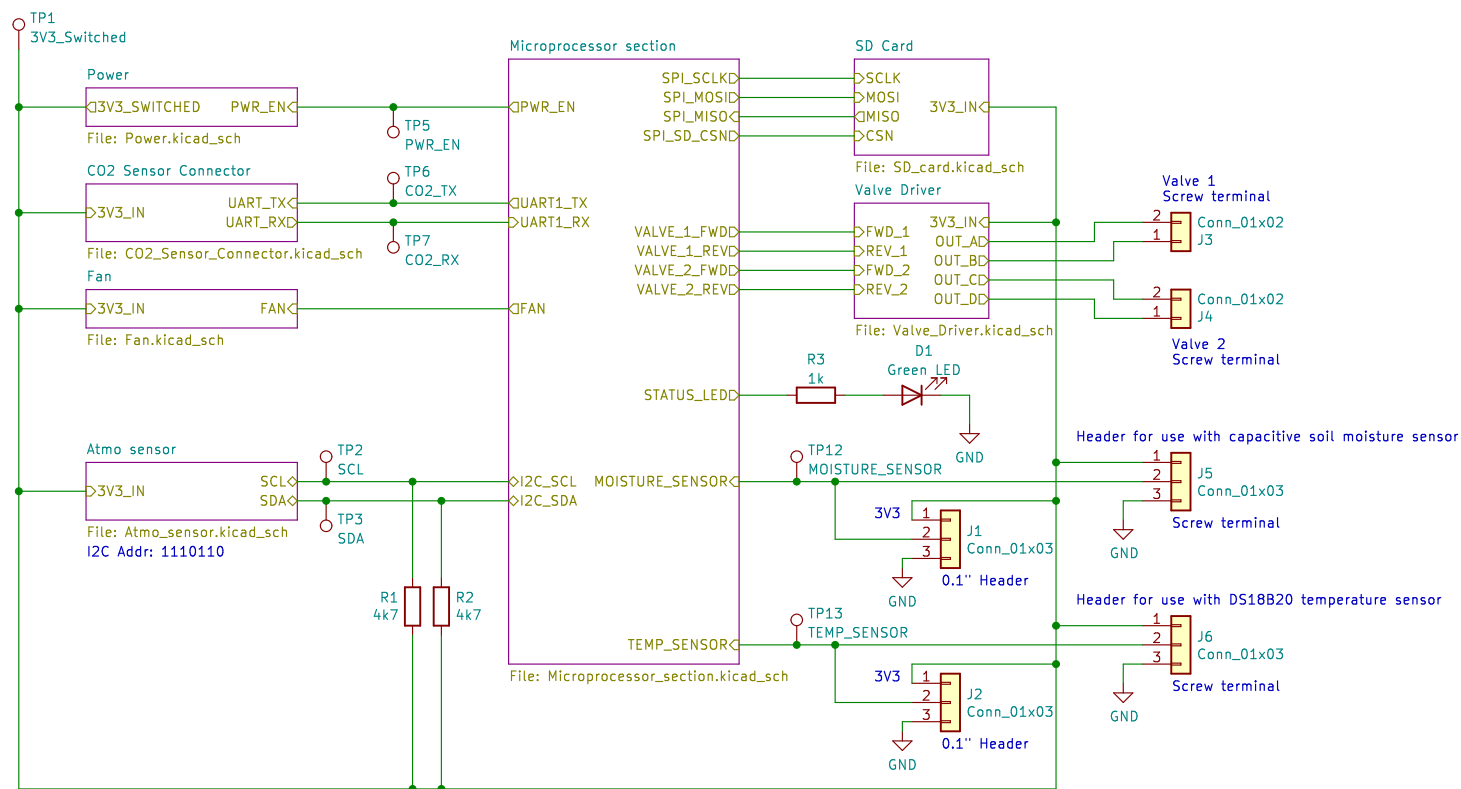 TP1
3V3_Switched
Power
3V3_SWITCHED
PWR_EN
File: Power.kicad_sch
TP5
PWR_EN
CO2 Sensor Connector
3V3_IN
UART_TX
UART_RX
File: CO2_Sensor_Connector.kicad_sch
TP6
CO2_TX
TP7
CO2_RX
Fan
3V3_IN
FAN
File: Fan.kicad_sch
Atmo sensor
3V3_IN
SCL
SDA
File: Atmo_sensor.kicad_sch
I2C Addr: 1110110
TP2
SCL
TP3
SDA
R1
4k7
R2
4k7
Microprocessor section
PWR_EN
UART1_TX
UART1_RX
FAN
I2C_SCL
I2C_SDA
SPI_SCLK
SPI_MOSI
SPI_MISO
SPI_SD_CSN
VALVE_1_FWD
VALVE_1_REV
VALVE_2_FWD
VALVE_2_REV
STATUS_LED
MOISTURE_SENSOR
TEMP_SENSOR
File: Microprocessor_section.kicad_sch
SD Card
SCLK
MOSI
MISO
CSN
3V3_IN
File: SD_card.kicad_sch
Valve Driver
FWD_1
REV_1
FWD_2
REV_2
3V3_IN
OUT_A
OUT_B
OUT_C
OUT_D
File: Valve_Driver.kicad_sch
Valve 1
Screw terminal
2
1
Conn_01x02
J3
2
1
Conn_01x02
J4
Valve 2
Screw terminal
R3
1k
D1
Green LED
GND
TP12
MOISTURE_SENSOR
3V3
1
2
3
J1
Conn_01x03
0.1" Header
GND
Header for use with capacitive soil moisture sensor
1
2
3
J5
Conn_01x03
Screw terminal
GND
TP13
TEMP_SENSOR
3V3
1
2
3
J2
Conn_01x03
0.1" Header
GND
Header for use with DS18B20 temperature sensor
1
2
3
J6
Conn_01x03
Screw terminal
GND